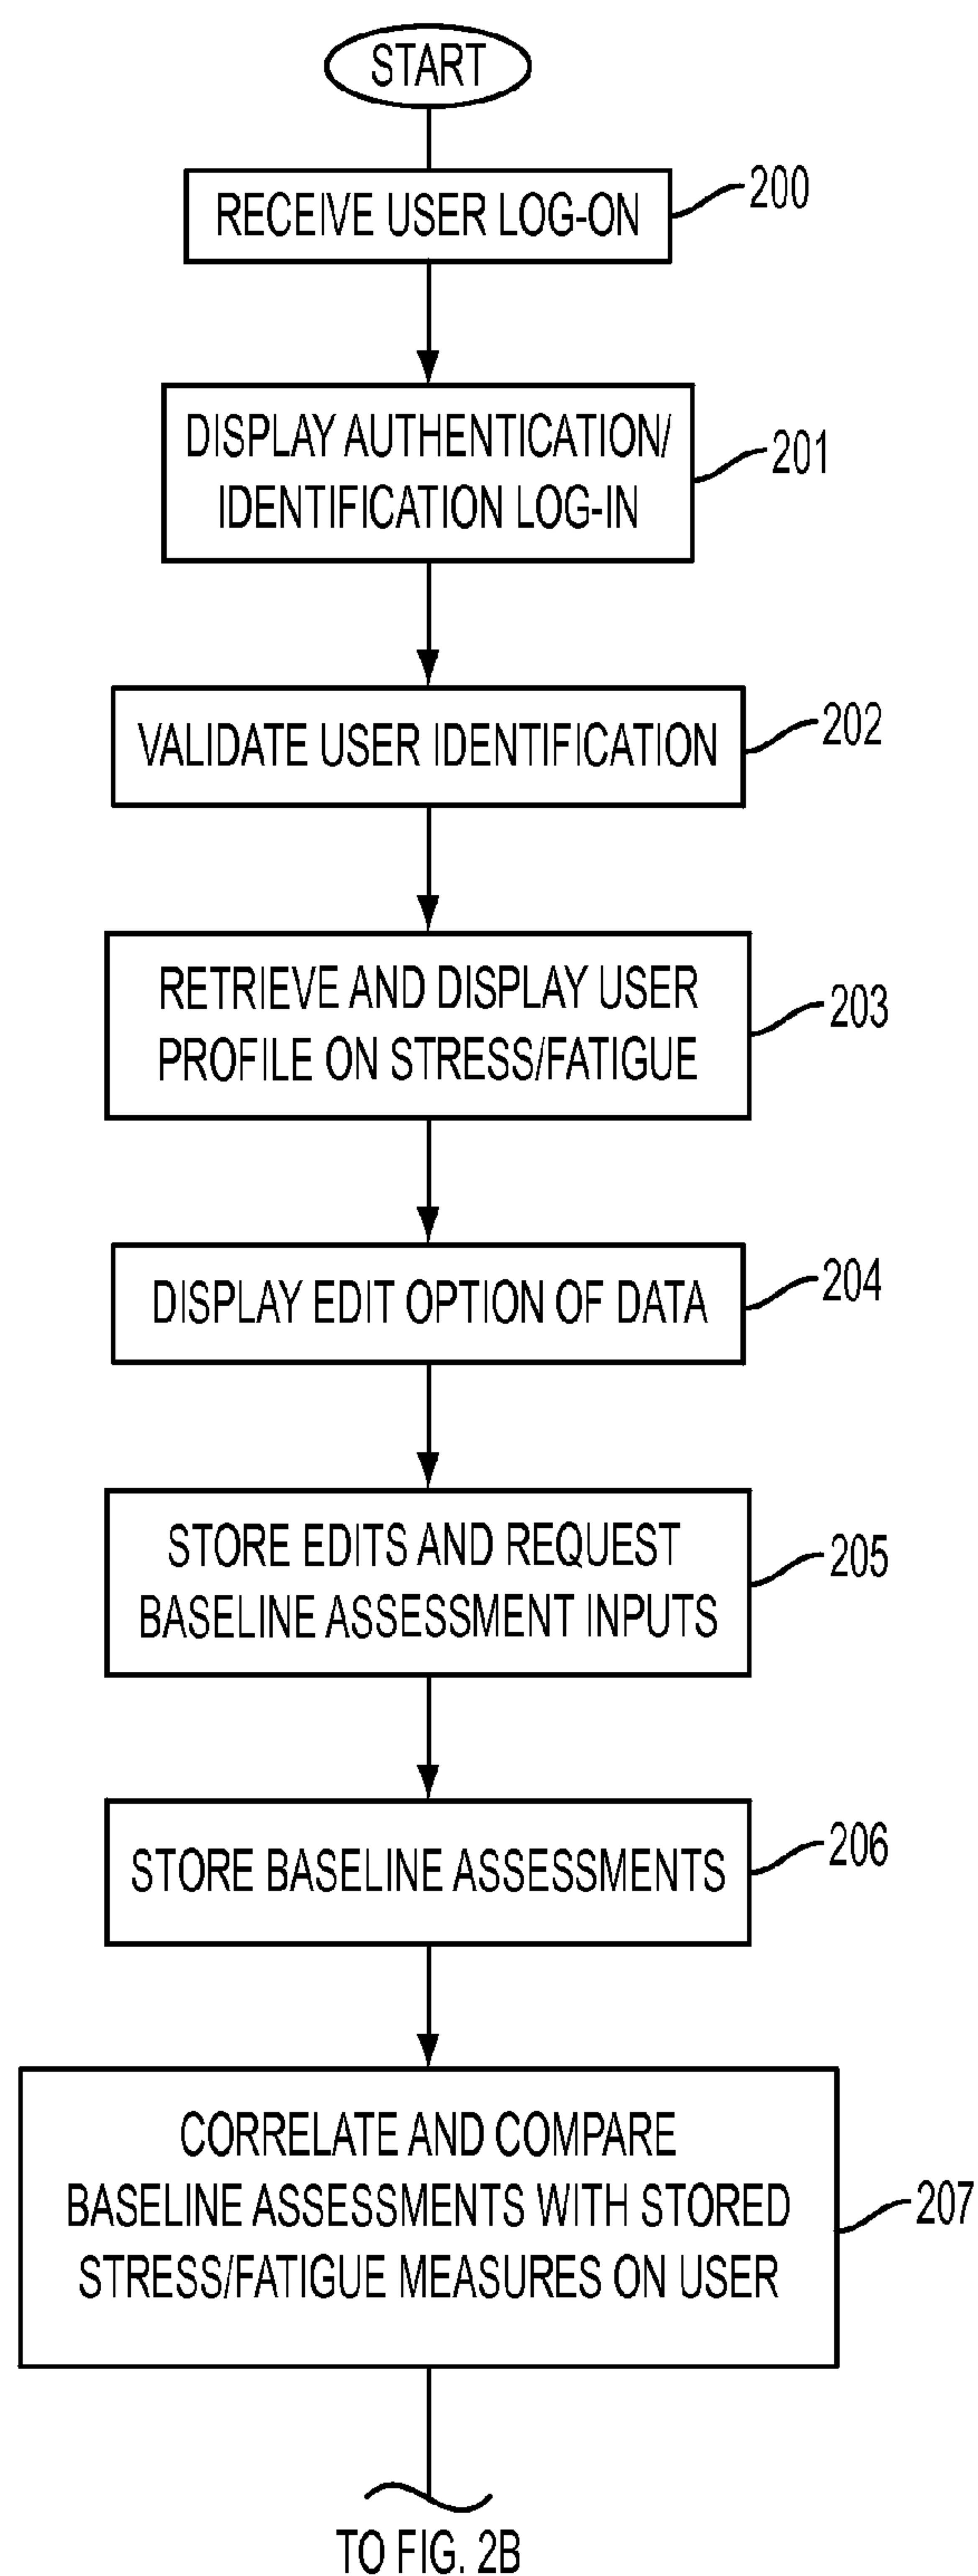 START
RECEIVE USER LOG-ON
200
DISPLAY AUTHENTICATION/
IDENTIFICATION LOG-IN
201
VALIDATE USER IDENTIFICATION
202
RETRIEVE AND DISPLAY USER
PROFILE ON STRESS/FATIGUE
203
DISPLAY EDIT OPTION OF DATA
204
STORE EDITS AND REQUEST
BASELINE ASSESSMENT INPUTS
205
STORE BASELINE ASSESSMENTS
206
CORRELATE AND COMPARE
BASELINE ASSESSMENTS WITH STORED
STRESS/FATIGUE MEASURES ON USER
207
TO FIG. 2B